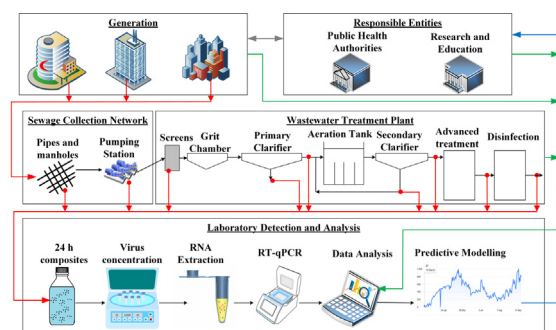 Generation
Responsible Entities
Public Health
Authorities
Research and
Education
Sewage Collection Network
Pipes and
manholes
Pumping
Station
Wastewater Treatment Plant
Screens
Grit
Chamber
Primary
Clarifier
Aeration Tank
Secondary
Clarifier
Advanced
treatment
Disinfection
Laboratory Detection and Analysis
24 h
composites
Virus
concentration
RNA
Extraction
RT-qPCR
Data Analysis
Predictive Modelling